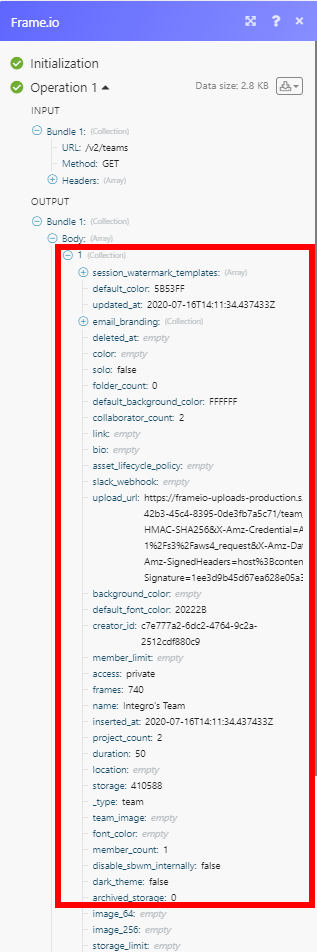 Frame.io
Initialization
Operation 1
Data size: 2.8 KB
INPUT
Bundle 1: (Collection)
URL: /v2/teams
Method: GET
Headers: (Array)
OUTPUT
Bundle 1: (Collection)
Body: (Array)
1 (Collection)
session_watermark_templates: (Array)
default_color: 5B53FF
updated_at: 2020-07-16T14:11:34.437433Z
email_branding: (Collection)
deleted_at: empty
color: empty
solo: false
folder_count: 0
default_background_color: FFFFFF
collaborator_count: 2
link: empty
bio: empty
asset_lifecycle_policy: empty
slack_webhook: empty
upload_url: https://frameio-uploads-production.s
42b3-45c4-8395-0de3fb7a5c71/team
HMAC-SHA256&X-Amz-Credential=A
1%2Fs3%2Faws4_request&X-Amz-Dat
Amz-SignedHeaders=host%3Bconten
Signature=1ee3d9b45d67ea628e05a3
background_color: empty
default_font_color: 20222B
creator_id: c7e777a2-6dc2-4764-9c2a-
2512cdf880c9
member_limit: empty
access: private
frames: 740
name: Integro's Team
inserted_at: 2020-07-16T14:11:34.437433Z
project_count: 2
duration: 50
location: empty
storage: 410588
_type: team
team_image: empty
font_color: empty
member_count: 1
disable_sbwm_internally: false
dark_theme: false
archived_storage: 0
image_64: empty
image_256: empty
storage_limit: empty